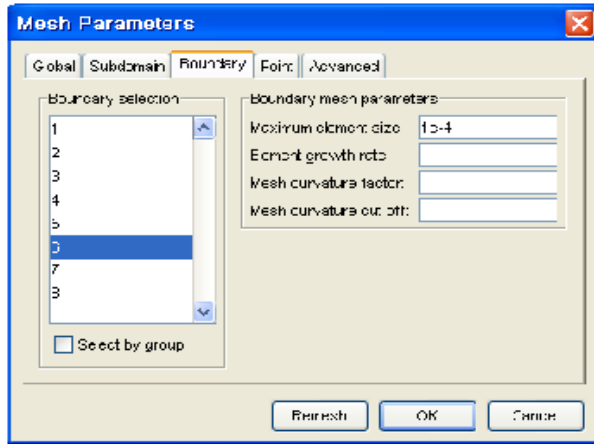 Mesh Parameters
Global Subdomain Boundary Point Advanced
Boundary selection
1
2
3
4
5
6
7
8
Select by group
Boundary mesh parameters
Maximum element size 1e-4
Element growth rate
Mesh curvature factor:
Mesh curvature cut off:
Remesh OK Cancel